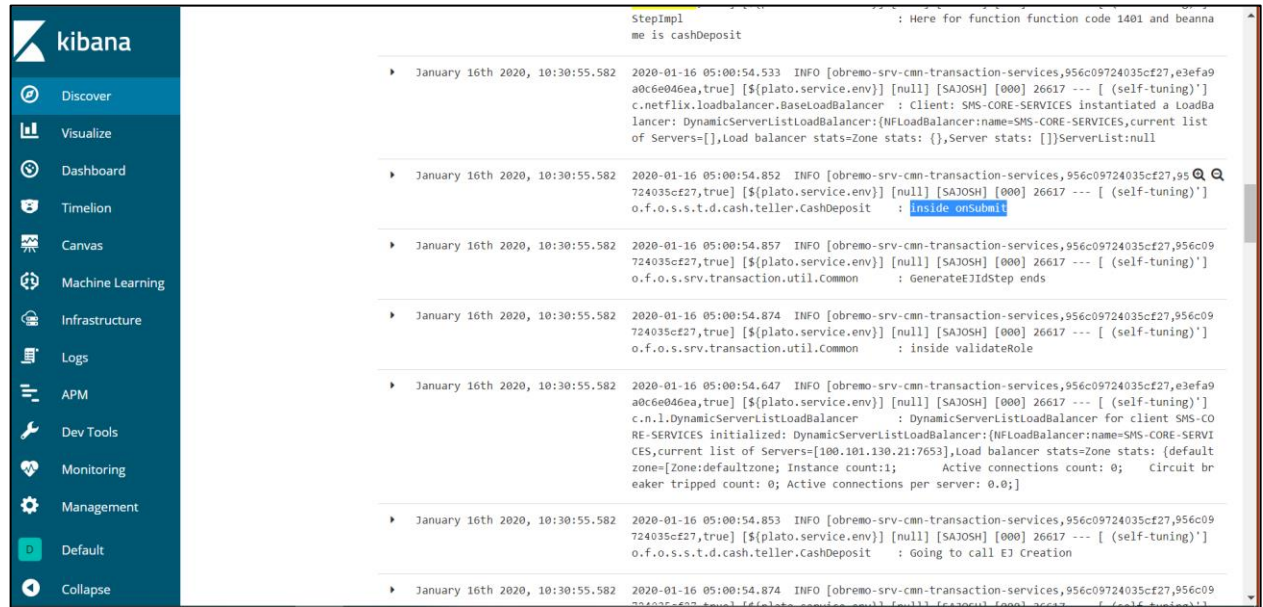 kibana
Discover
Visualize
Dashboard
Timelion
Canvas
Machine Learning
Infrastructure
Logs
APM
Dev Tools
Monitoring
Management
D Default
Collapse
StepImpl : Here for function function code 1401 and beanna
me is cashDeposit
January 16th 2020, 10:30:55.582 2020-01-16 05:00:54.533 INFO [obremo-srv-cmn-transaction-services,956c09724035cf27,e3efa9
a0c6e046ea,true] [${plato.service.env}] [null] [SAJOSH] [000] 26617 --- [ (self-tuning)']
c.netflix.loadbalancer.BaseLoadBalancer : Client: SMS-CORE-SERVICES instantiated a LoadBa
lancer: DynamicServerListLoadBalancer:{NFLoadBalancer:name=SMS-CORE-SERVICES,current list
of Servers=[],Load balancer stats=Zone stats: {},Server stats: []}ServerList:null
January 16th 2020, 10:30:55.582 2020-01-16 05:00:54.852 INFO [obremo-srv-cmn-transaction-services,956c09724035cf27,95
724035cf27,true] [${plato.service.env}] [null] [SAJOSH] [000] 26617 --- [ (self-tuning)']
o.f.o.s.s.t.d.cash.teller.CashDeposit : inside onSubmit
January 16th 2020, 10:30:55.582 2020-01-16 05:00:54.857 INFO [obremo-srv-cmn-transaction-services,956c09724035cf27,956c09
724035cf27,true] [${plato.service.env}] [null] [SAJOSH] [000] 26617 --- [ (self-tuning)']
o.f.o.s.srv.transaction.util.Common : GenerateEJIdStep ends
January 16th 2020, 10:30:55.582 2020-01-16 05:00:54.874 INFO [obremo-srv-cmn-transaction-services,956c09724035cf27,956c09
724035cf27,true] [${plato.service.env}] [null] [SAJOSH] [000] 26617 --- [ (self-tuning)']
o.f.o.s.srv.transaction.util.Common : inside validateRole
January 16th 2020, 10:30:55.582 2020-01-16 05:00:54.647 INFO [obremo-srv-cmn-transaction-services,956c09724035cf27,e3efa9
a0c6e046ea,true] [${plato.service.env}] [null] [SAJOSH] [000] 26617 --- [ (self-tuning)']
c.n.l.DynamicServerListLoadBalancer : DynamicServerListLoadBalancer for client SMS-CO
RE-SERVICES initialized: DynamicServerListLoadBalancer:{NFLoadBalancer:name=SMS-CORE-SERVI
CES,current list of Servers=[100.101.130.21:7653],Load balancer stats=Zone stats: {default
zone=[Zone:defaultzone; Instance count:1; Active connections count: 0; Circuit br
eaker tripped count: 0; Active connections per server: 0.0;]
January 16th 2020, 10:30:55.582 2020-01-16 05:00:54.853 INFO [obremo-srv-cmn-transaction-services,956c09724035cf27,956c09
724035cf27,true] [${plato.service.env}] [null] [SAJOSH] [000] 26617 --- [ (self-tuning)']
o.f.o.s.s.t.d.cash.teller.CashDeposit : Going to call EJ Creation
January 16th 2020, 10:30:55.582 2020-01-16 05:00:54.874 INFO [obremo-srv-cmn-transaction-services,956c09724035cf27,956c09